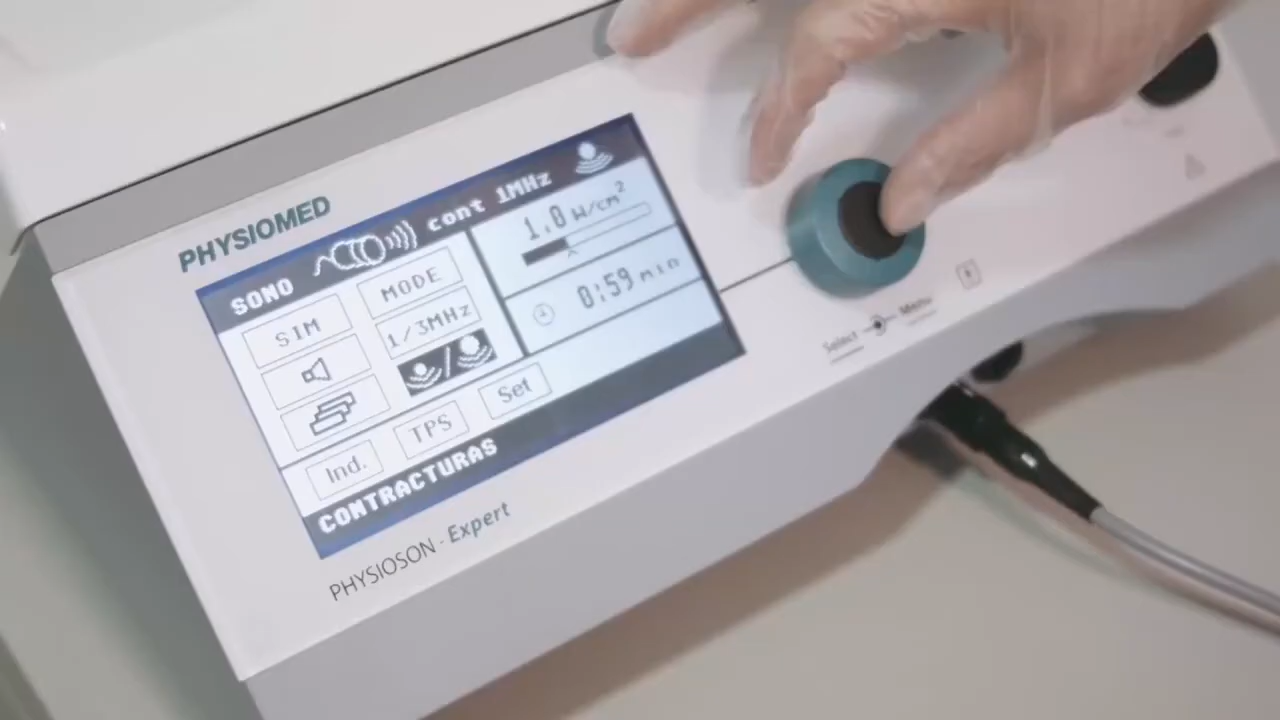 PHYSIOMED
SONO cont 1MHz
SIM MODE
1/3MHz
/
1.0 W/cm²
0:59 min
Ind. TPS Set
CONTRACTURAS
PHYSIOSON - Expert
Select Menu